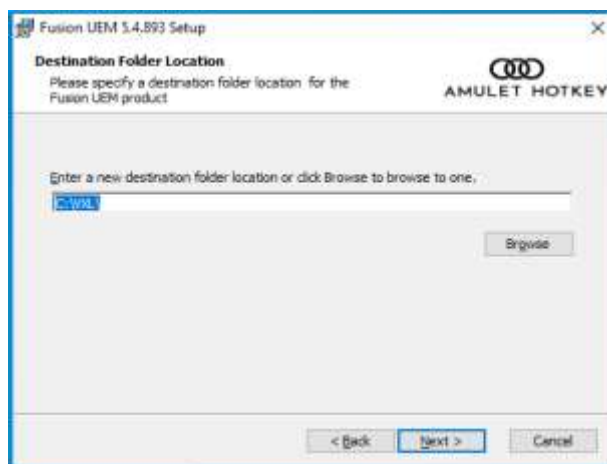 Fusion UEM 5.4.893 Setup
Destination Folder Location
Please specify a destination folder location for the
Fusion UEM product
AMULET HOTKEY
Enter a new destination folder location or click Browse to browse to one.
C:\WXL\
Browse
< Back
Next >
Cancel